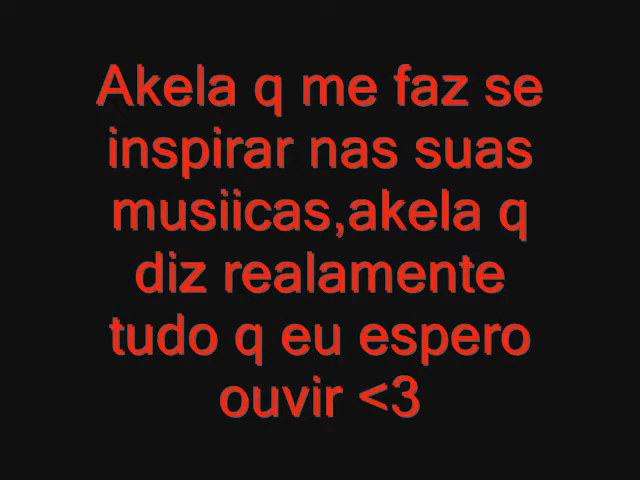 Akela q me faz se
inspirar nas suas
musiicas,akela q
diz realamente
tudo q eu espero
ouvir <3